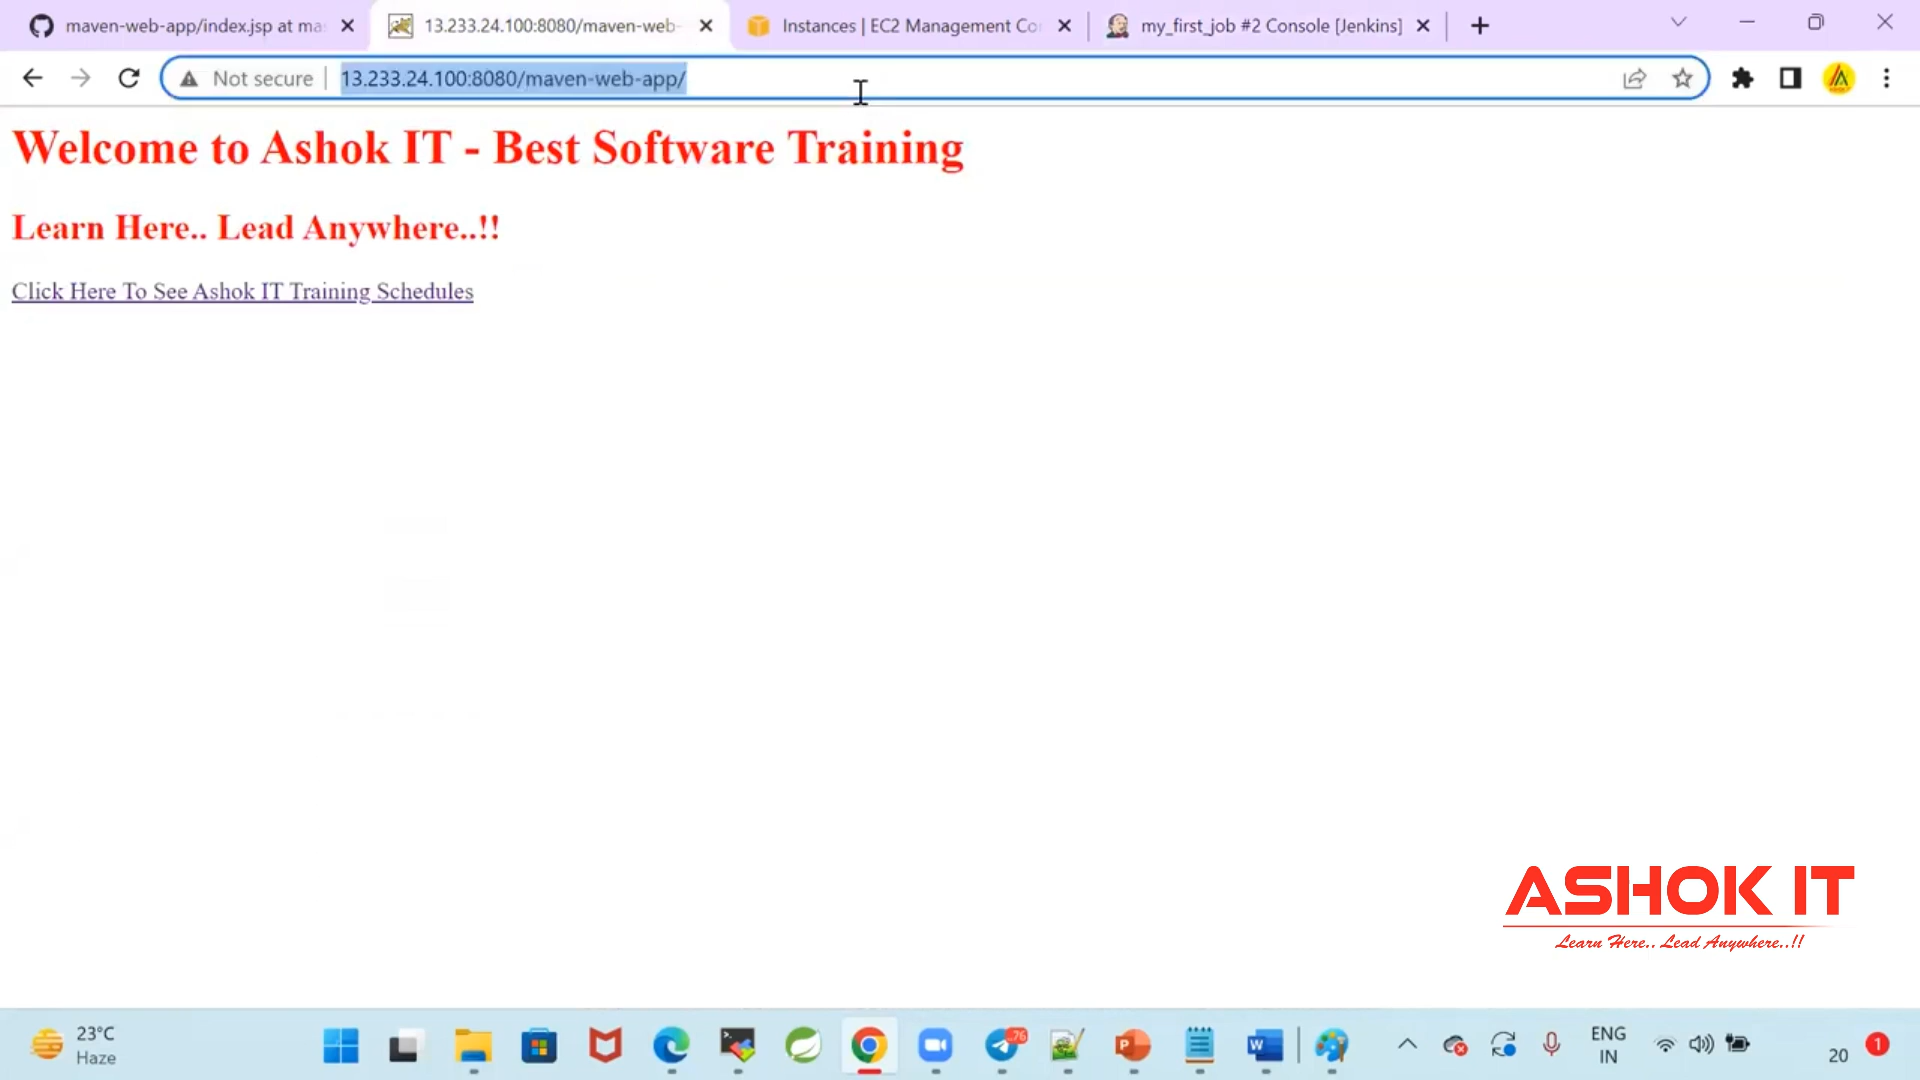 maven-web-app/index.jsp at ma
13.233.24.100:8080/maven-web-
Instances | EC2 Management Co
my_first_job #2 Console [Jenkins]
Not secure
13.233.24.100:8080/maven-web-app/
Welcome to Ashok IT - Best Software Training
Learn Here.. Lead Anywhere..!!
Click Here To See Ashok IT Training Schedules
ASHOK IT
Learn Here.. Lead Anywhere..!!
23°C
Haze
76
ENG
IN
20
1